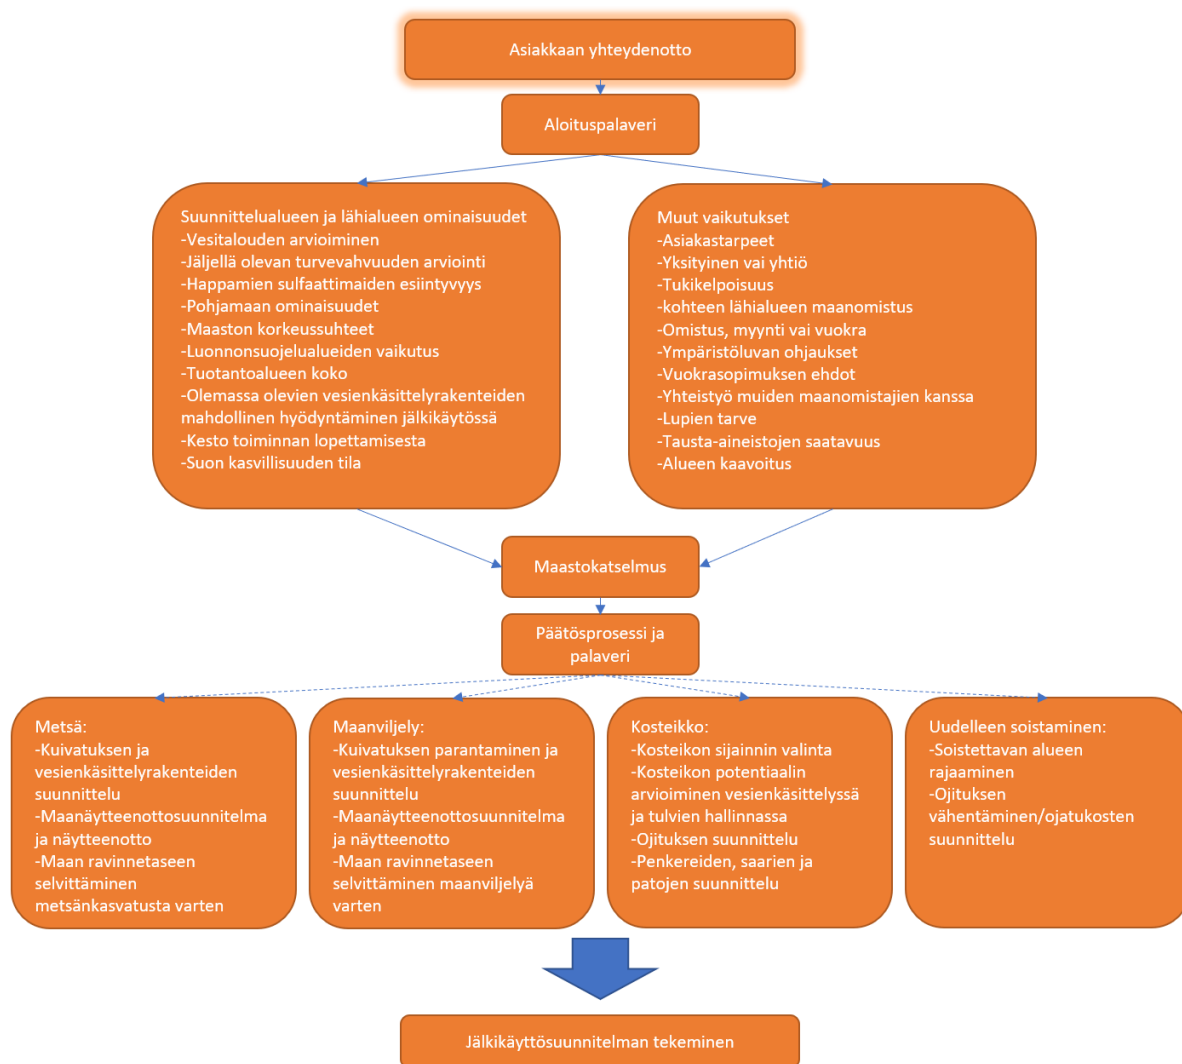 Asiakkaan yhteydenotto
Aloituspalaveri
Suunnittelualueen ja lähialueen ominaisuudet
-Vesitalouden arvioiminen
-Jäljellä olevan turvevahvuuden arviointi
-Happamien sulfaattimaiden esiintyvyys
-Pohjamaan ominaisuudet
-Maaston korkeussuhteet
-Luonnonsuojelualueiden vaikutus
-Tuotantoalueen koko
-Olemassa olevien vesienkäsittelyrakenteiden
mahdollinen hyödyntäminen jälkikäytössä
-Kesto toiminnan lopettamisesta
-Suon kasvillisuuden tila
Muut vaikutukset
-Asiakastarpeet
-Yksityinen vai yhtiö
-Tukikelpoisuus
-kohteen lähialueen maanomistus
-Omistus, myynti vai vuokra
-Ympäristöluvan ohjaukset
-Vuokrasopimuksen ehdot
-Yhteistyö muiden maanomistajien kanssa
-Lupien tarve
-Tausta-aineistojen saatavuus
-Alueen kaavoitus
Maastokatselmus
Päätösprosessi ja
palaveri
Metsä:
-Kuivatuksen ja
vesienkäsittelyrakenteiden
suunnittelu
-Maanäytteenottosuunnitelma
ja näytteenotto
-Maan ravinnetaseen
selvittäminen
metsänkasvatusta varten
Maanviljely:
-Kuivatuksen parantaminen ja
vesienkäsittelyrakenteiden
suunnittelu
-Maanäytteenottosuunnitelma
ja näytteenotto
-Maan ravinnetaseen
selvittäminen maanviljelyä
varten
Kosteikko:
-Kosteikon sijainnin valinta
-Kosteikon potentiaalin
arvioiminen vesienkäsittelyssä
ja tulvien hallinnassa
-Ojituksen suunnittelu
-Penkereiden, saarien ja
patojen suunnittelu
Uudelleen soistaminen:
-Soistettavan alueen
rajaaminen
-Ojituksen
vähentäminen/ojatukosten
suunnittelu
Jälkikäyttösuunnitelman tekeminen